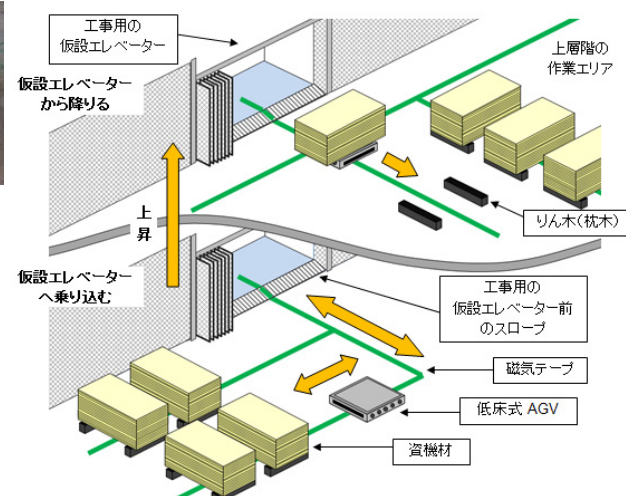 工事用の
仮設エレベーター
上層階の
作業エリア
仮設エレベーター
から降りる
上
昇
りん木(枕木)
仮設エレベーター
へ乗り込む
工事用の
仮設エレベーター前
のスロープ
磁気テープ
低床式 AGV
資機材